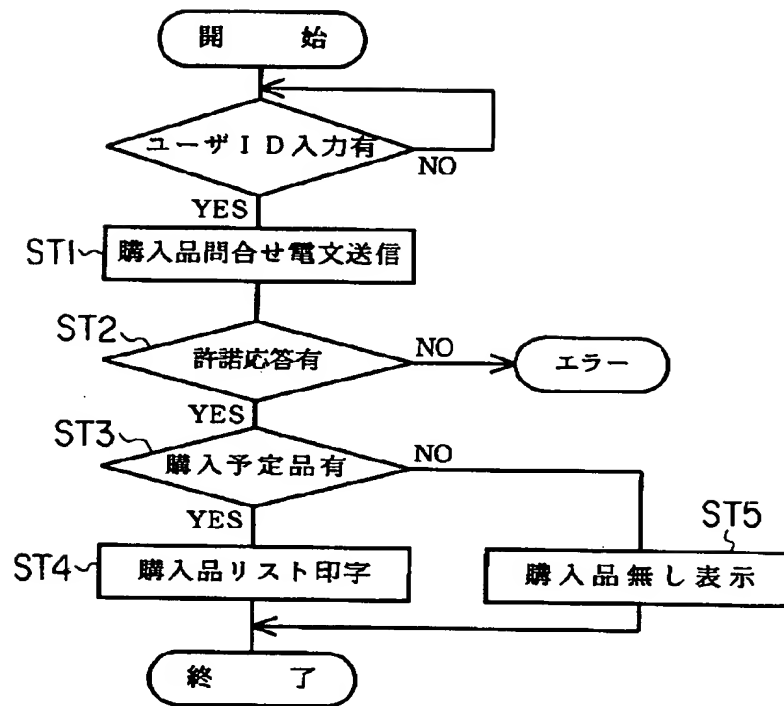 開始
ユーザID入力有
NO
YES
ST1
購入品問合せ電文送信
ST2
許諾応答有
NO
エラー
YES
ST3
購入予定品有
NO
YES
ST4
購入品リスト印字
ST5
購入品無し表示
終了